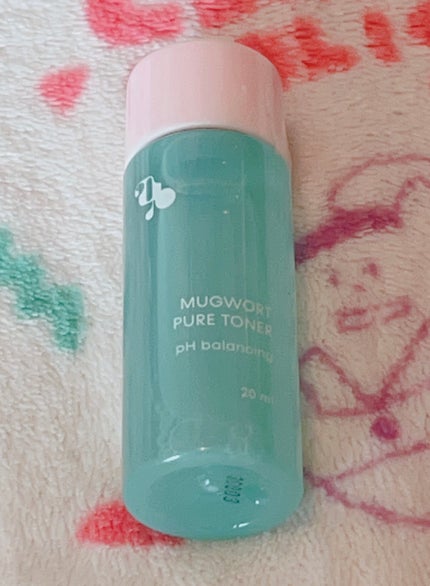 MUGWORT
PURE TONER
pH balancing
20 ml